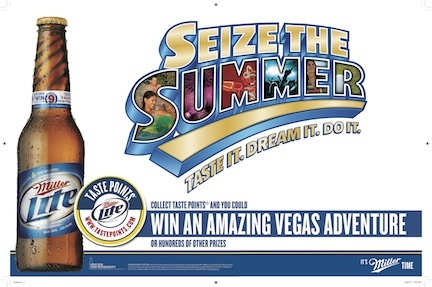 SEIZE THE
SUMMER
TASTE IT. DREAM IT. DO IT.
WIN
Miller
Lite
TASTE POINTS
Miller
Lite
WWW.TASTEPOINTS.COM
COLLECT TASTE POINTS® AND YOU COULD
WIN AN AMAZING VEGAS ADVENTURE
OR HUNDREDS OF OTHER PRIZES
IT'S Miller TIME